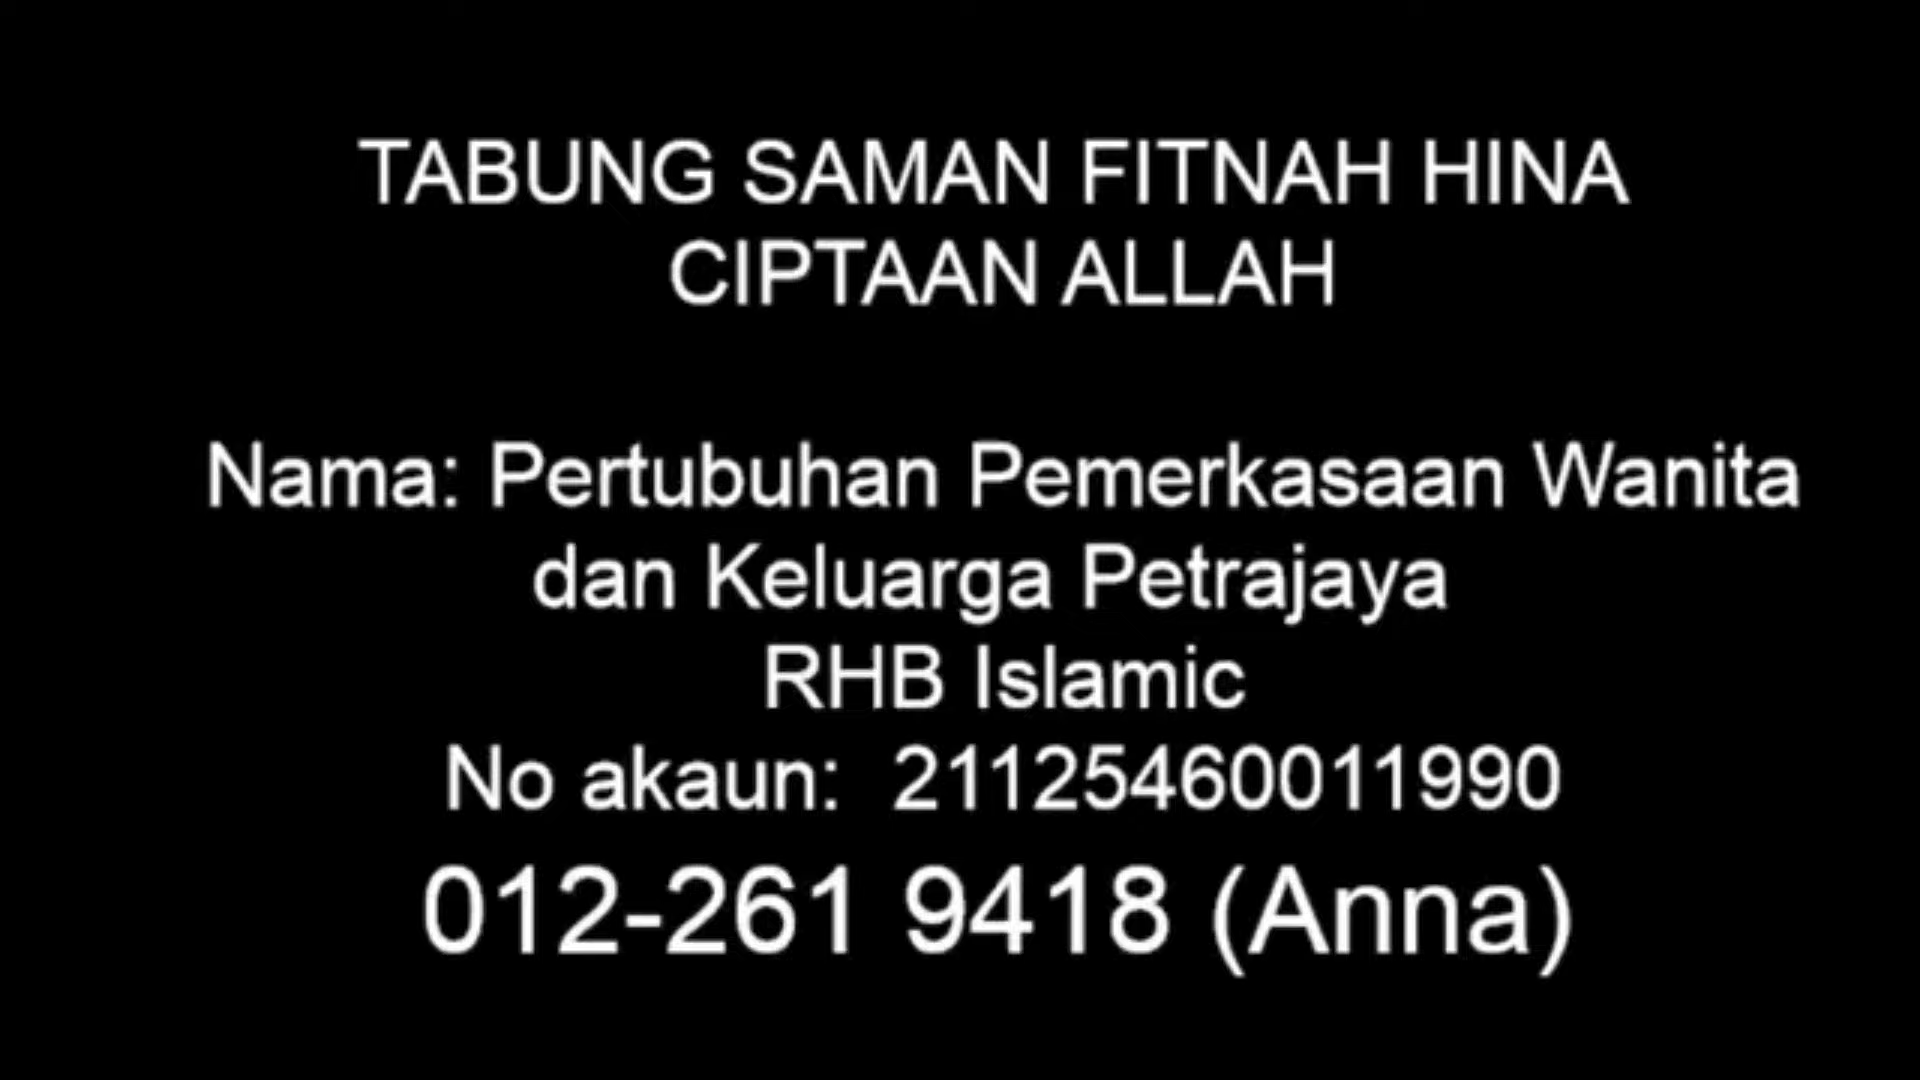 TABUNG SAMAN FITNAH HINA
CIPTAAN ALLAH
Nama: Pertubuhan Pemerkasaan Wanita
dan Keluarga Petrajaya
RHB Islamic
No akaun: 21125460011990
012-261 9418 (Anna)